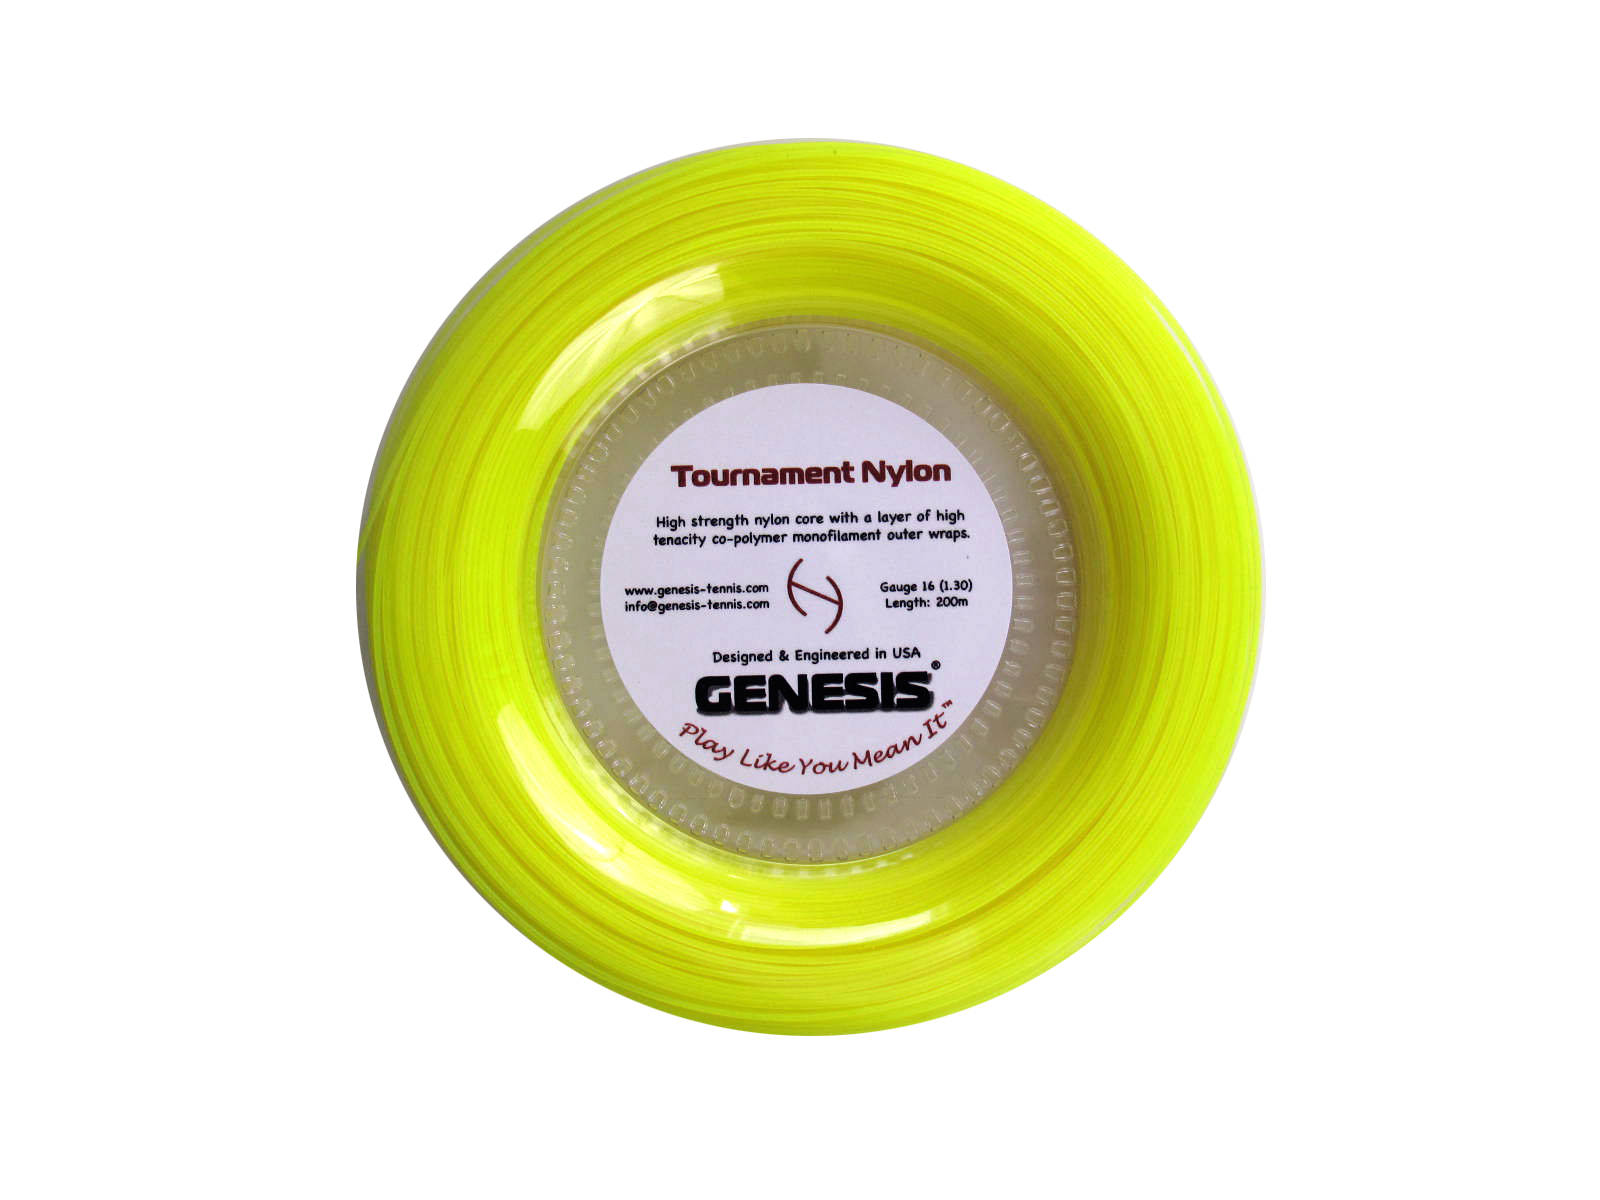 Tournament Nylon
High strength nylon core with a layer of high
tenacity co-polymer monofilament outer wraps.
www.genesis-tennis.com
info@genesis-tennis.com
Gauge 16 (1.30)
Length: 200m
Designed & Engineered in USA
GENESIS®
Play Like You Mean It™